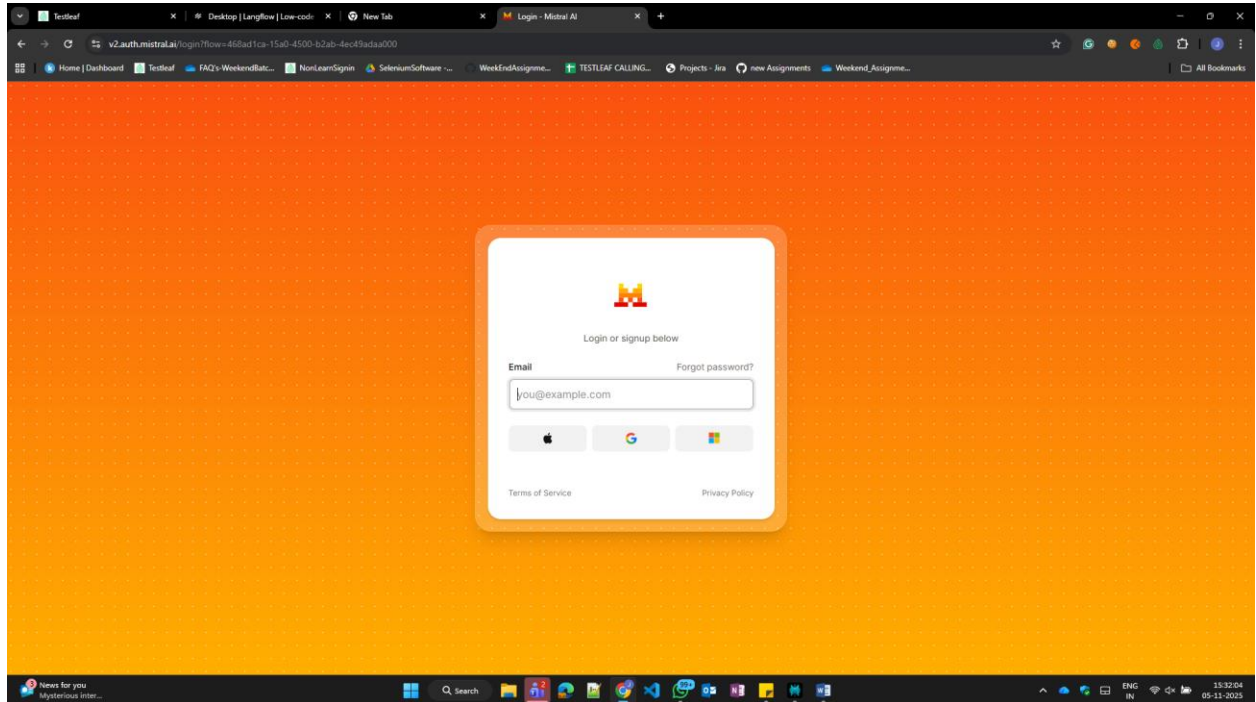 Testleaf
Desktop | Langflow | Low-code
New Tab
Login - Mistral AI
v2.auth.mistral.ai/login?flow=468ad1ca-15a0-4500-b2ab-4ec49adaa000
Home | Dashboard
Testleaf
FAQ's-WeekendBatc...
NonLearnSignin
SeleniumSoftware -...
WeekEndAssignme...
TESTLEAF CALLING...
Projects - Jira
new Assignments
Weekend_Assignme...
All Bookmarks
Login or signup below
Email
Forgot password?
you@example.com
Terms of Service
Privacy Policy
3
News for you
Mysterious inter...
Search
2
99+
ENG
IN
15:32:04
05-11-2025